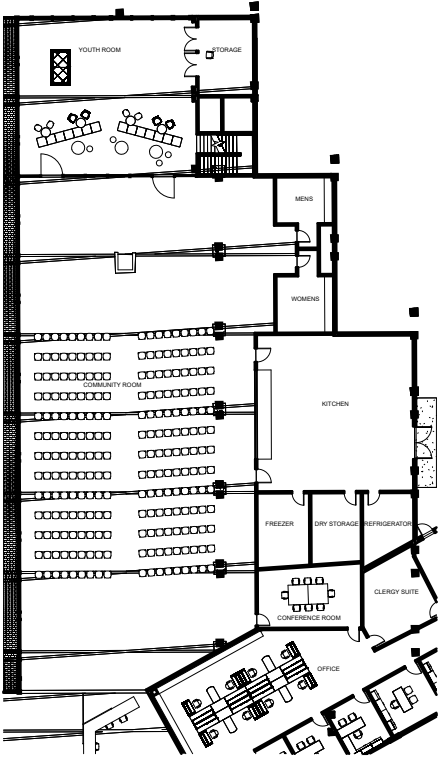 YOUTH ROOM
STORAGE
MENS
WOMENS
COMMUNITY ROOM
KITCHEN
FREEZER
DRY STORAGE
REFRIGERATOR
CLERGY SUITE
CONFERENCE ROOM
OFFICE